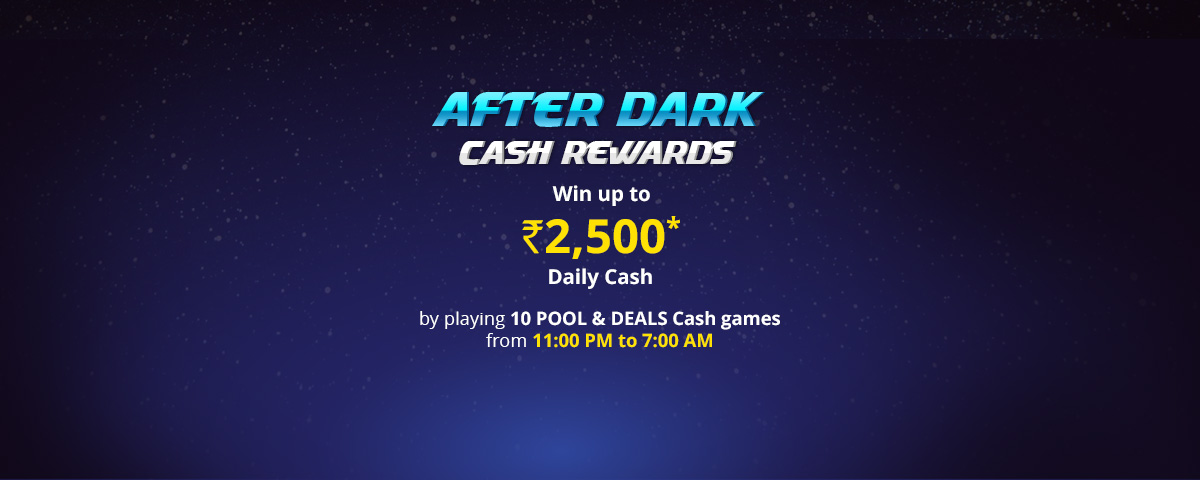 AFTER DARK
CASH REWARDS
Win up to
₹2,500*
Daily Cash
by playing 10 POOL & DEALS Cash games
from 11:00 PM to 7:00 AM